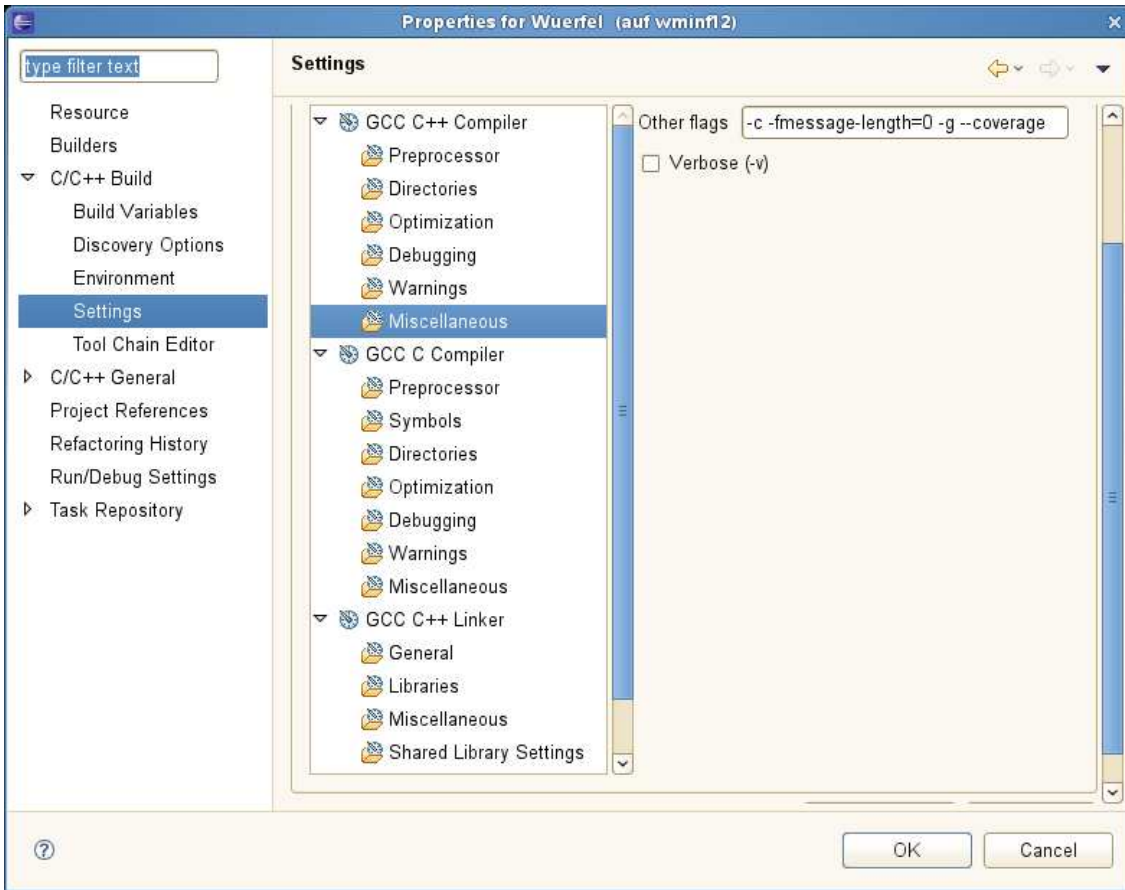 Properties for Wuerfel (auf wminf12)
type filter text
Resource
Builders
C/C++ Build
Build Variables
Discovery Options
Environment
Settings
Tool Chain Editor
C/C++ General
Project References
Refactoring History
Run/Debug Settings
Task Repository
Settings
GCC C++ Compiler
Preprocessor
Directories
Optimization
Debugging
Warnings
Miscellaneous
GCC C Compiler
Preprocessor
Symbols
Directories
Optimization
Debugging
Warnings
Miscellaneous
GCC C++ Linker
General
Libraries
Miscellaneous
Shared Library Settings
Other flags -c -fmessage-length=0 -g --coverage
Verbose (-v)
OK
Cancel